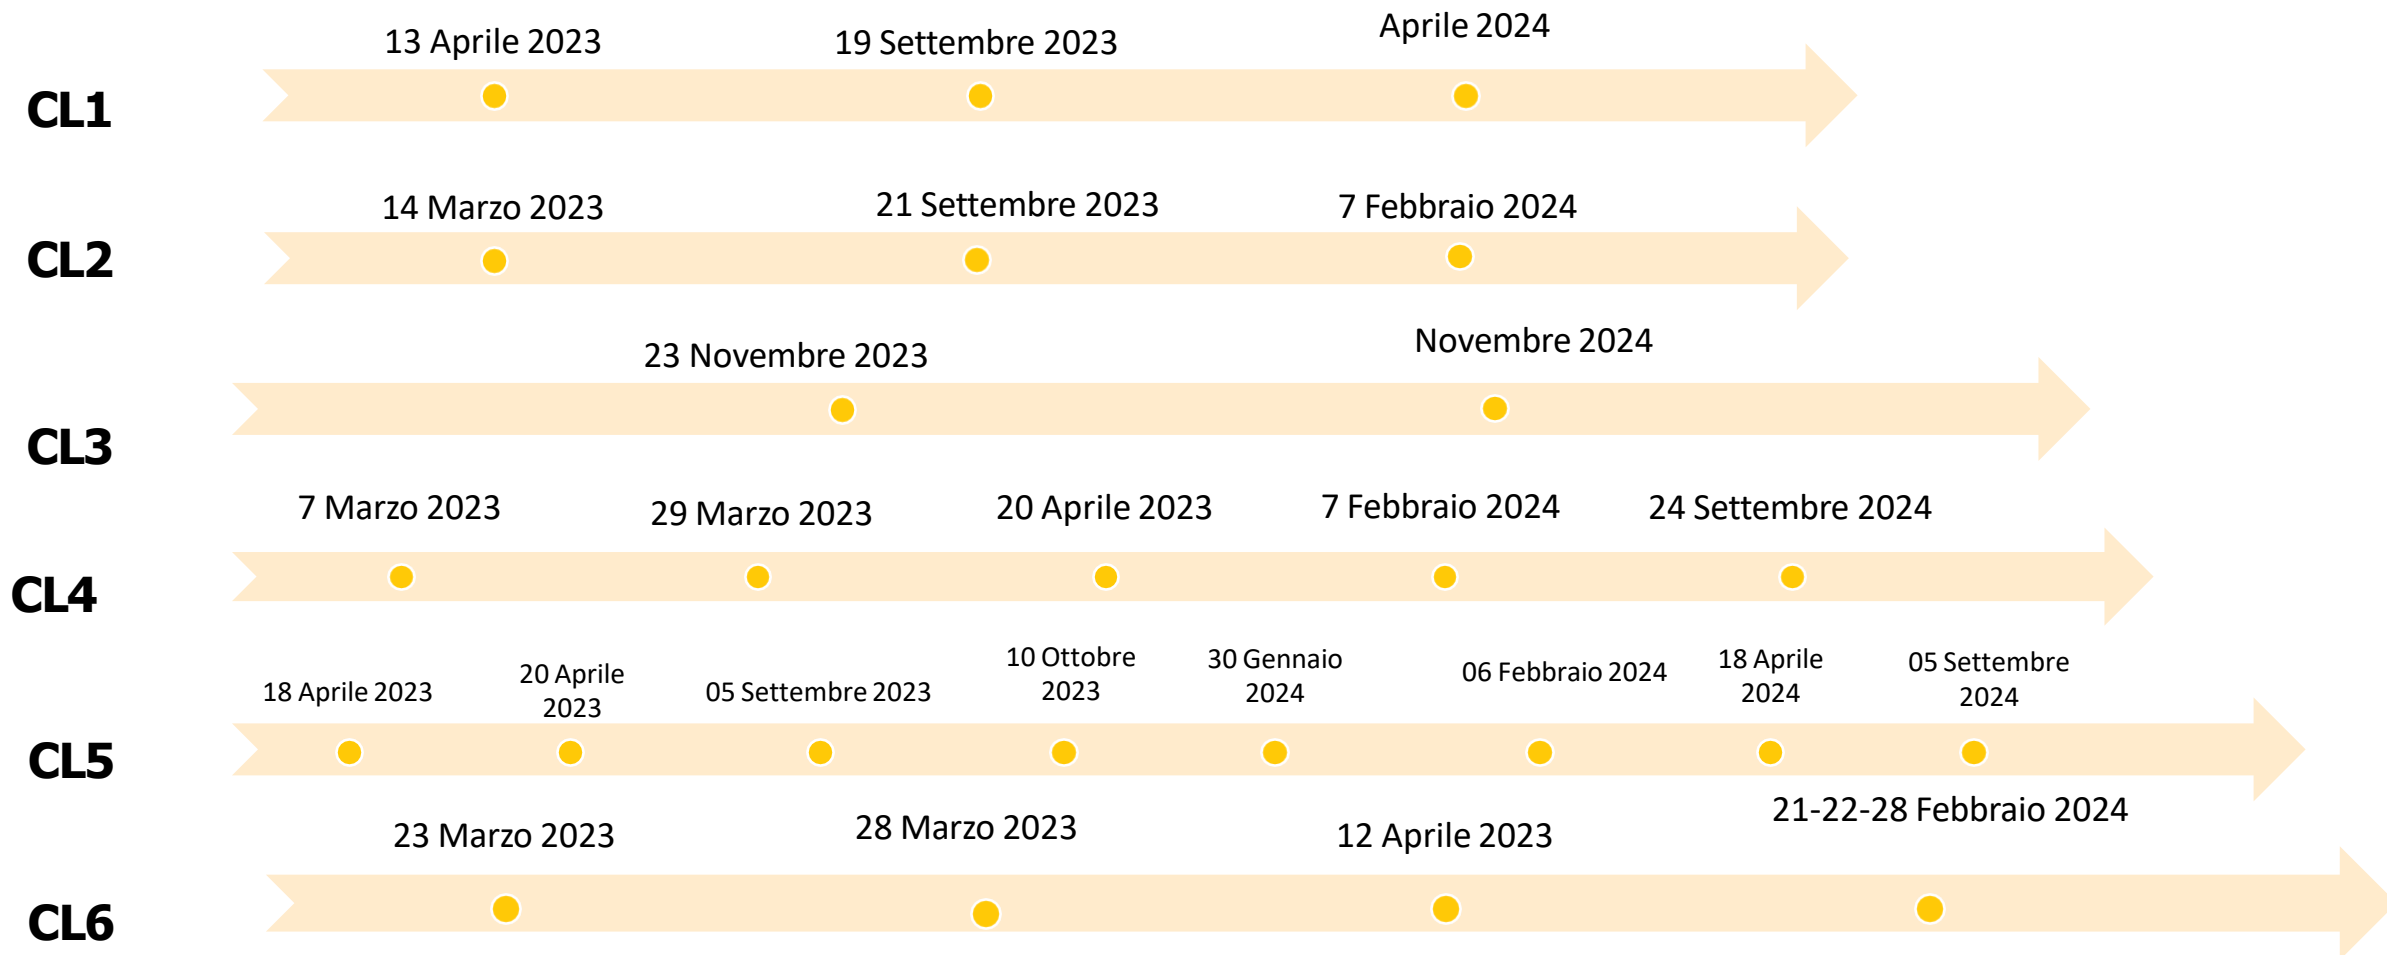 CL1
13 Aprile 2023
19 Settembre 2023
Aprile 2024
CL2
14 Marzo 2023
21 Settembre 2023
7 Febbraio 2024
CL3
23 Novembre 2023
Novembre 2024
CL4
7 Marzo 2023
29 Marzo 2023
20 Aprile 2023
7 Febbraio 2024
24 Settembre 2024
CL5
18 Aprile 2023
20 Aprile
2023
05 Settembre 2023
10 Ottobre
2023
30 Gennaio
2024
06 Febbraio 2024
18 Aprile
2024
05 Settembre
2024
CL6
23 Marzo 2023
28 Marzo 2023
12 Aprile 2023
21-22-28 Febbraio 2024